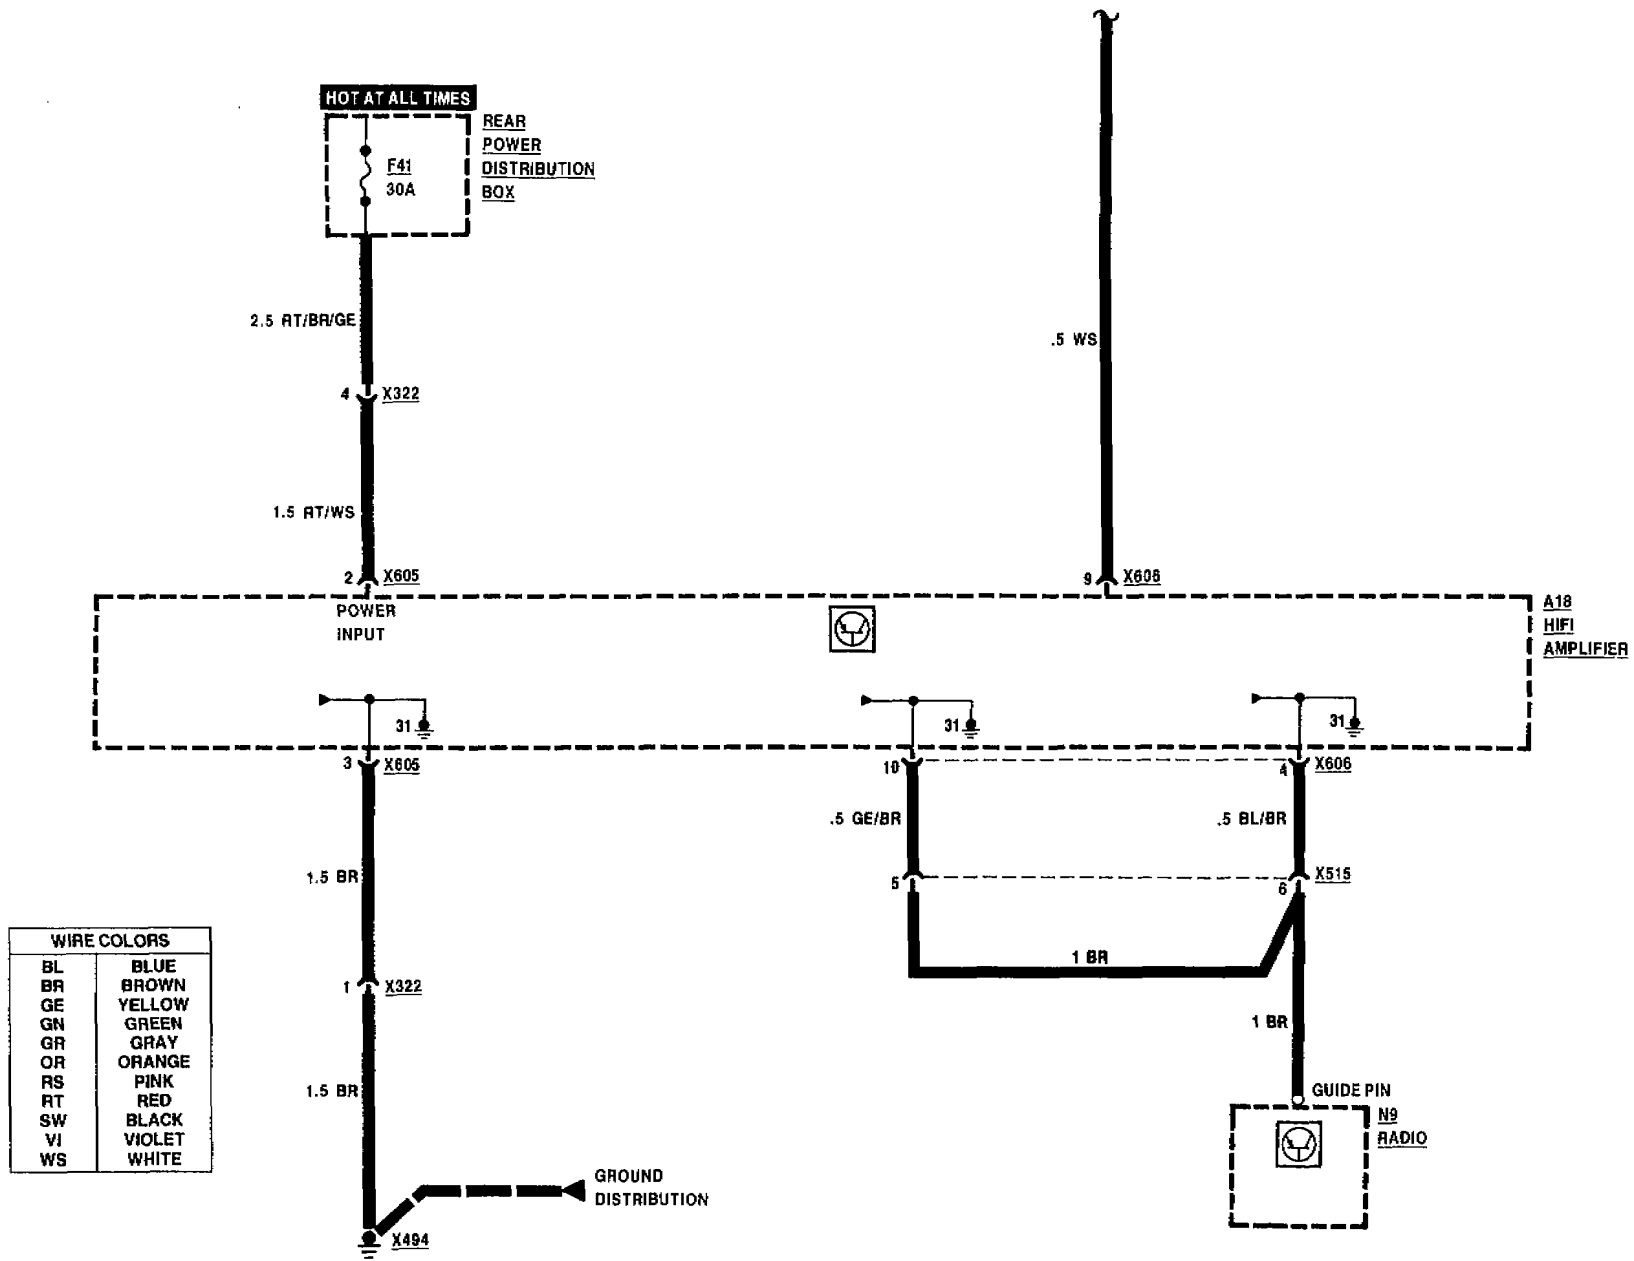 HOT AT ALL TIMES
REAR
POWER
DISTRIBUTION
BOX
F41
30A
2.5 RT/BR/GE
.5 WS
4 X322
1.5 RT/WS
2 X605
9 X606
POWER
INPUT
A18
HIFI
AMPLIFIER
31
31
31
3 X605
10
4 X606
.5 GE/BR
.5 BL/BR
1.5 BR
5
6 X515
1 BR
1 X322
1 BR
1.5 BR
GUIDE PIN
N9
RADIO
GROUND
DISTRIBUTION
X494
WIRE COLORS
BL BLUE
BR BROWN
GE YELLOW
GN GREEN
GR GRAY
OR ORANGE
RS PINK
RT RED
SW BLACK
VI VIOLET
WS WHITE